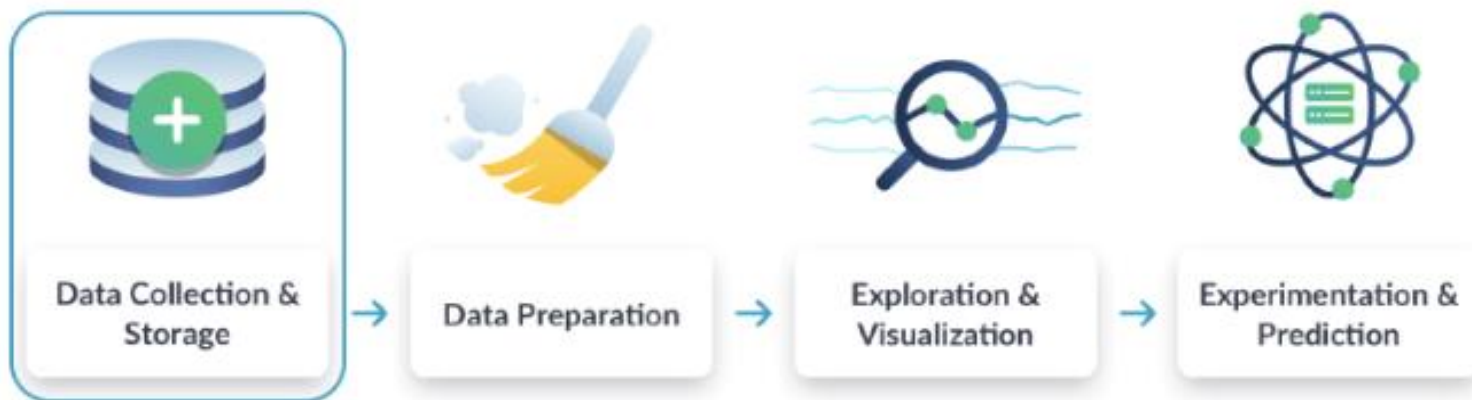 Data Collection &
Storage
Data Preparation
Exploration &
Visualization
Experimentation &
Prediction